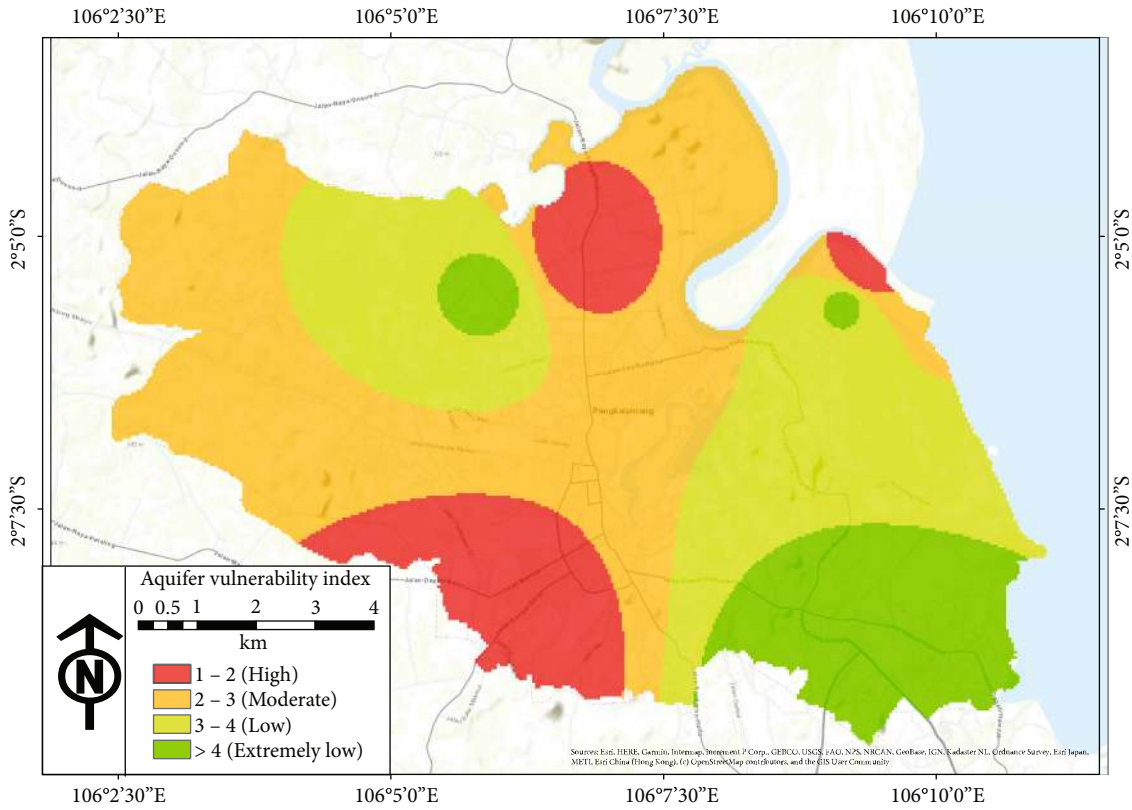 106°2’30”E 106°5’0”E 106°7’30”E 106°10’0”E
2°5’0”S
2°5’0”S
Pangkalpinang
2°7’30”S
2°7’30”S
Aquifer vulnerability index
0 0.5 1 2 3 4
km
N
1 – 2 (High)
2 – 3 (Moderate)
3 – 4 (Low)
> 4 (Extremely low)
Sources: Esri, HERE, Garmin, Intermap, increment P Corp., GEBCO, USGS, FAO, NPS, NRCAN, GeoBase, IGN, Kadaster NL, Ordnance Survey, Esri Japan,
METI, Esri China (Hong Kong), (c) OpenStreetMap contributors, and the GIS User Community
106°2’30”E 106°5’0”E 106°7’30”E 106°10’0”E